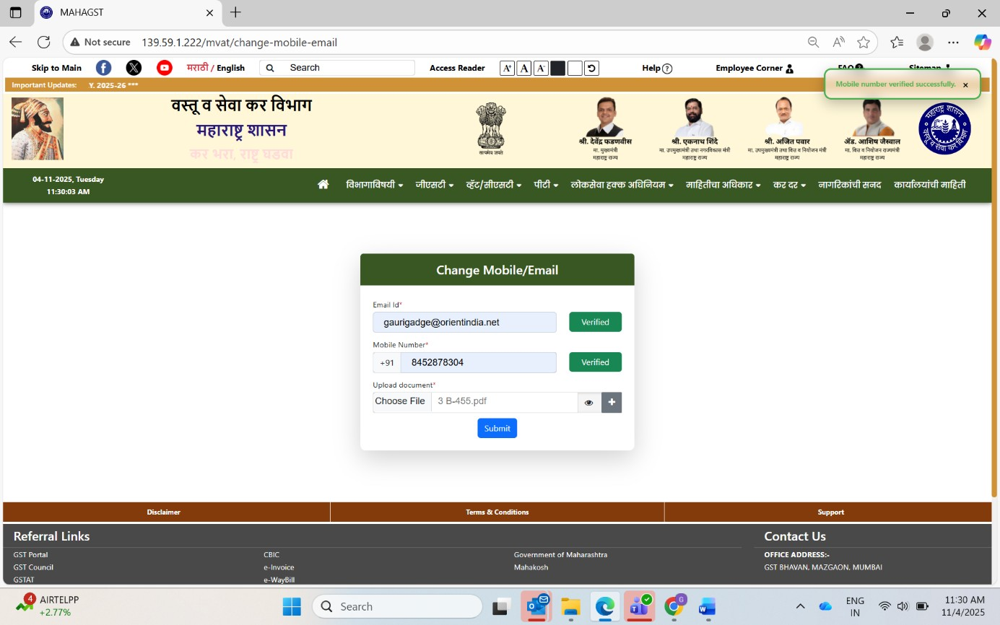 MAHAGST
Not secure 139.59.1.222/mvat/change-mobile-email
Skip to Main मराठी / English Search Access Reader A+ A A- Help Employee Corner FAQ Sitemap
Important Updates: Y. 2025-26 ***
Mobile number verified successfully. ×
वस्तू व सेवा कर विभाग
महाराष्ट्र शासन
कर भरा, राष्ट्र घडवा
सत्यमेव जयते
श्री. देवेंद्र फडणवीस
मा. मुख्यमंत्री
महाराष्ट्र राज्य
श्री. एकनाथ शिंदे
मा. उपमुख्यमंत्री तथा नगरविकास मंत्री
महाराष्ट्र राज्य
श्री. अजित पवार
मा. उपमुख्यमंत्री तथा वित्त व नियोजन मंत्री
महाराष्ट्र राज्य
ॲड. आशिष जैस्वाल
मा. वित्त व नियोजन राज्यमंत्री
महाराष्ट्र राज्य
04-11-2025, Tuesday
11:30:03 AM
विभागाविषयी जीएसटी व्हॅट/सीएसटी पीटी लोकसेवा हक्क अधिनियम माहितीचा अधिकार कर दर नागरिकांची सनद कार्यालयांची माहिती
Change Mobile/Email
Email Id*
gaurigadge@orientindia.net Verified
Mobile Number*
+91 8452878304 Verified
Upload document*
Choose File 3 B-455.pdf
Submit
Disclaimer Terms & Conditions Support
Referral Links
GST Portal CBIC Government of Maharashtra
GST Council e-Invoice Mahakosh
GSTAT e-WayBill
Contact Us
OFFICE ADDRESS:-
GST BHAVAN, MAZGAON, MUMBAI
4 AIRTELPP
+2.77%
Search
ENG
IN
11:30 AM
11/4/2025